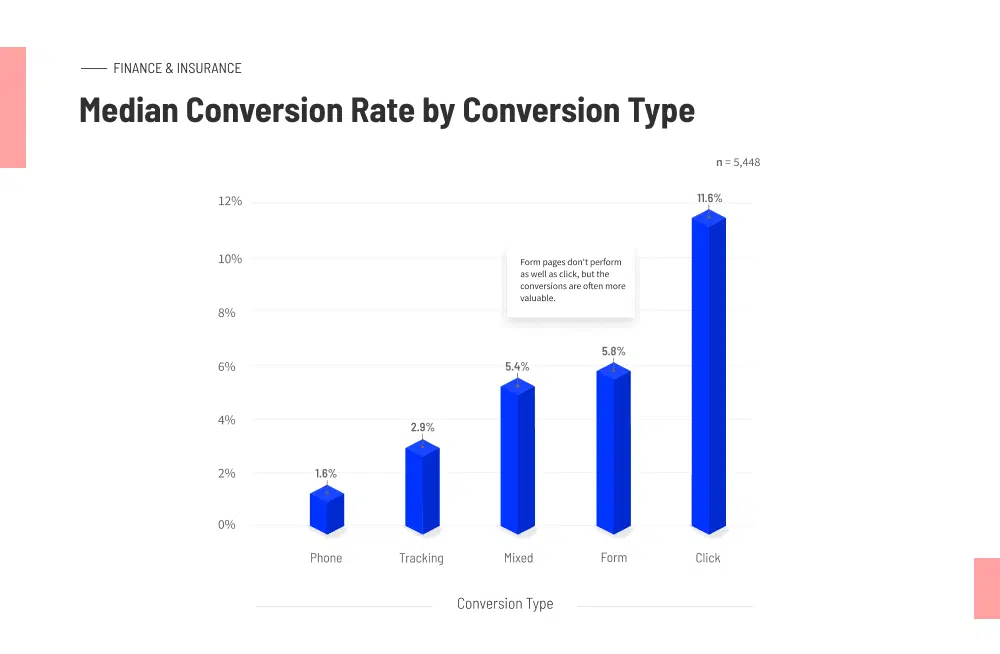 FINANCE & INSURANCE
Median Conversion Rate by Conversion Type
n = 5,448
12%
10%
8%
6%
4%
2%
0%
1.6%
2.9%
5.4%
5.8%
11.6%
Form pages don't perform
as well as click, but the
conversions are often more
valuable.
Phone
Tracking
Mixed
Form
Click
Conversion Type